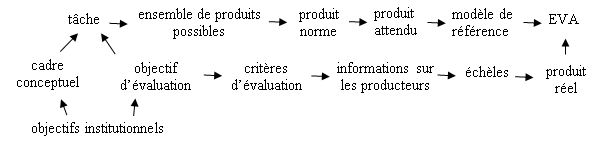 tâche
ensemble de produits possibles
produit norme
produit attendu
modèle de référence
EVA
cadre conceptuel
objectif d'évaluation
critères d'évaluation
informations sur les producteurs
échèles
produit réel
objectifs institutionnels